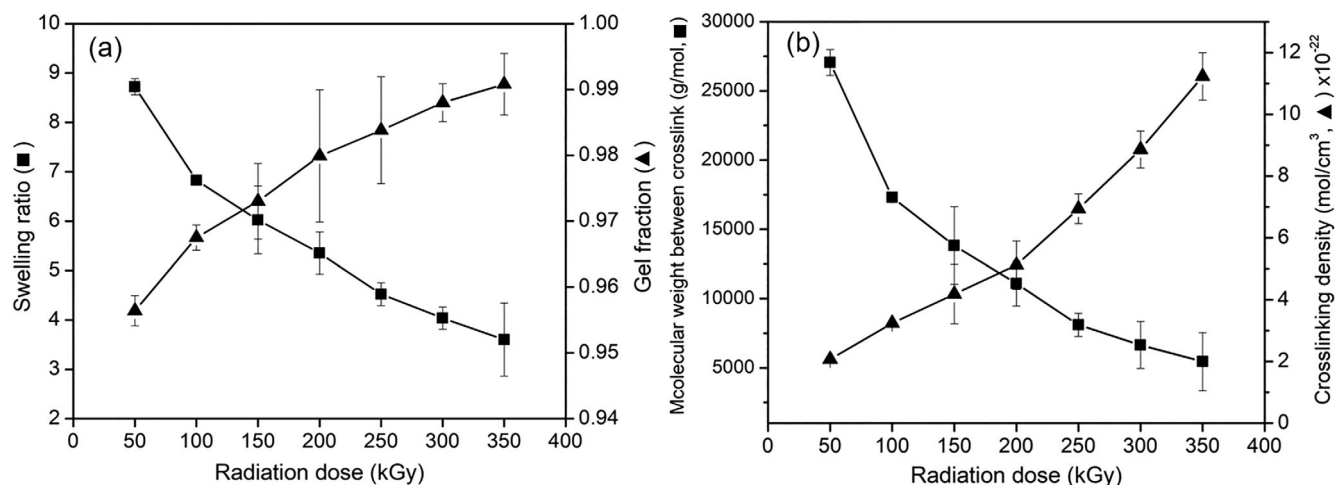 (a)
Swelling ratio (■)
10
9
8
7
6
5
4
3
2
0 50 100 150 200 250 300 350 400
Radiation dose (kGy)
1.00
0.99
0.98
0.97
0.96
0.95
0.94
Gel fraction (▲)
(b)
Mcolecular weight between crosslink (g/mol, ■)
30000
25000
20000
15000
10000
5000
0 50 100 150 200 250 300 350 400
Radiation dose (kGy)
12
10
8
6
4
2
0
Crosslinking density (mol/cm³, ▲) x10⁻²²